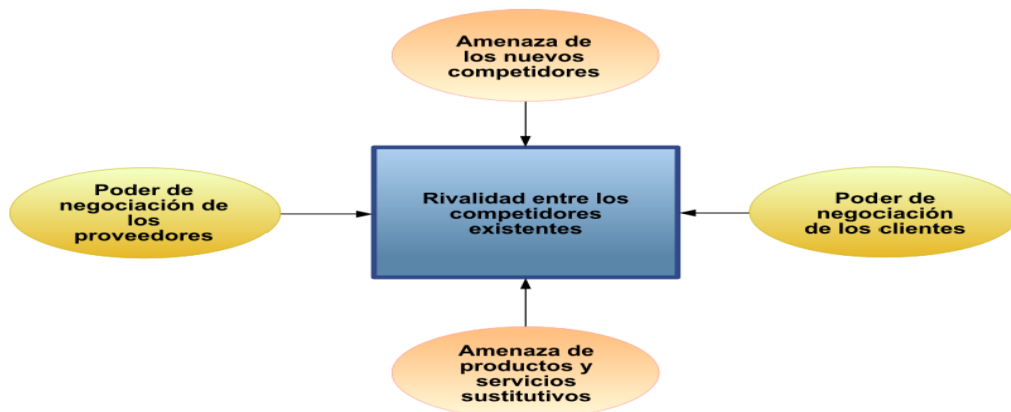 Amenaza de
los nuevos
competidores
Poder de
negociación de
los
proveedores
Rivalidad entre los
competidores
existentes
Poder de
negociación
de los clientes
Amenaza de
productos y
servicios
sustitutivos